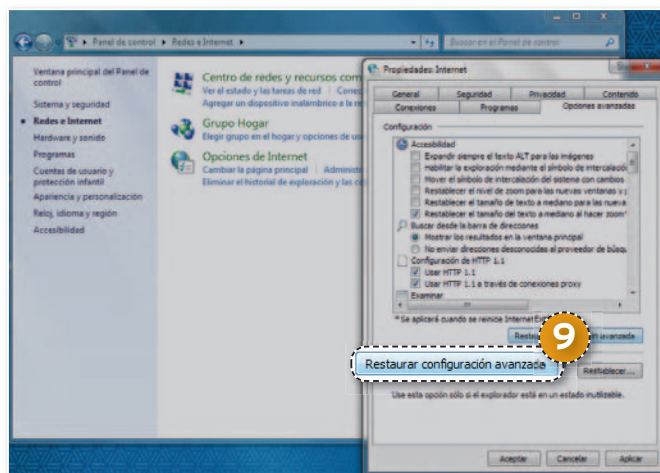 Panel de control ▸ Redes e Internet ▸
Buscar en el Panel de control
Ventana principal del Panel de
control
Sistema y seguridad
Redes e Internet
Hardware y sonido
Programas
Cuentas de usuario y
protección infantil
Apariencia y personalización
Reloj, idioma y región
Accesibilidad
Centro de redes y recursos com
Ver el estado y las tareas de red
Agregar un dispositivo inalámbrico a la re
Grupo Hogar
Elegir grupo en el hogar y opciones de us
Opciones de Internet
Cambiar la página principal Administ
Eliminar el historial de exploración y las co
Propiedades: Internet
General Seguridad Privacidad Contenido
Conexiones Programas Opciones avanzadas
Configuración
Accesibilidad
Expandir siempre el texto ALT para las imágenes
Habilitar la exploración mediante el símbolo de intercalación
Mover el símbolo de intercalación del sistema con cambios
Restablecer el nivel de zoom para las nuevas ventanas y p
Restablecer el tamaño de texto a mediano para las nueva
Restablecer el tamaño del texto a mediano al hacer zoom*
Buscar desde la barra de direcciones
Mostrar los resultados en la ventana principal
No enviar direcciones desconocidas al proveedor de búsq
Configuración de HTTP 1.1
Usar HTTP 1.1
Usar HTTP 1.1 a través de conexiones proxy
Examinar
*Se aplicará cuando se reinicie Internet Ex
9
Restaurar configuración avanzada
Restablecer...
Use esta opción sólo si el explorador está en un estado inutilizable.
Aceptar Cancelar Aplicar